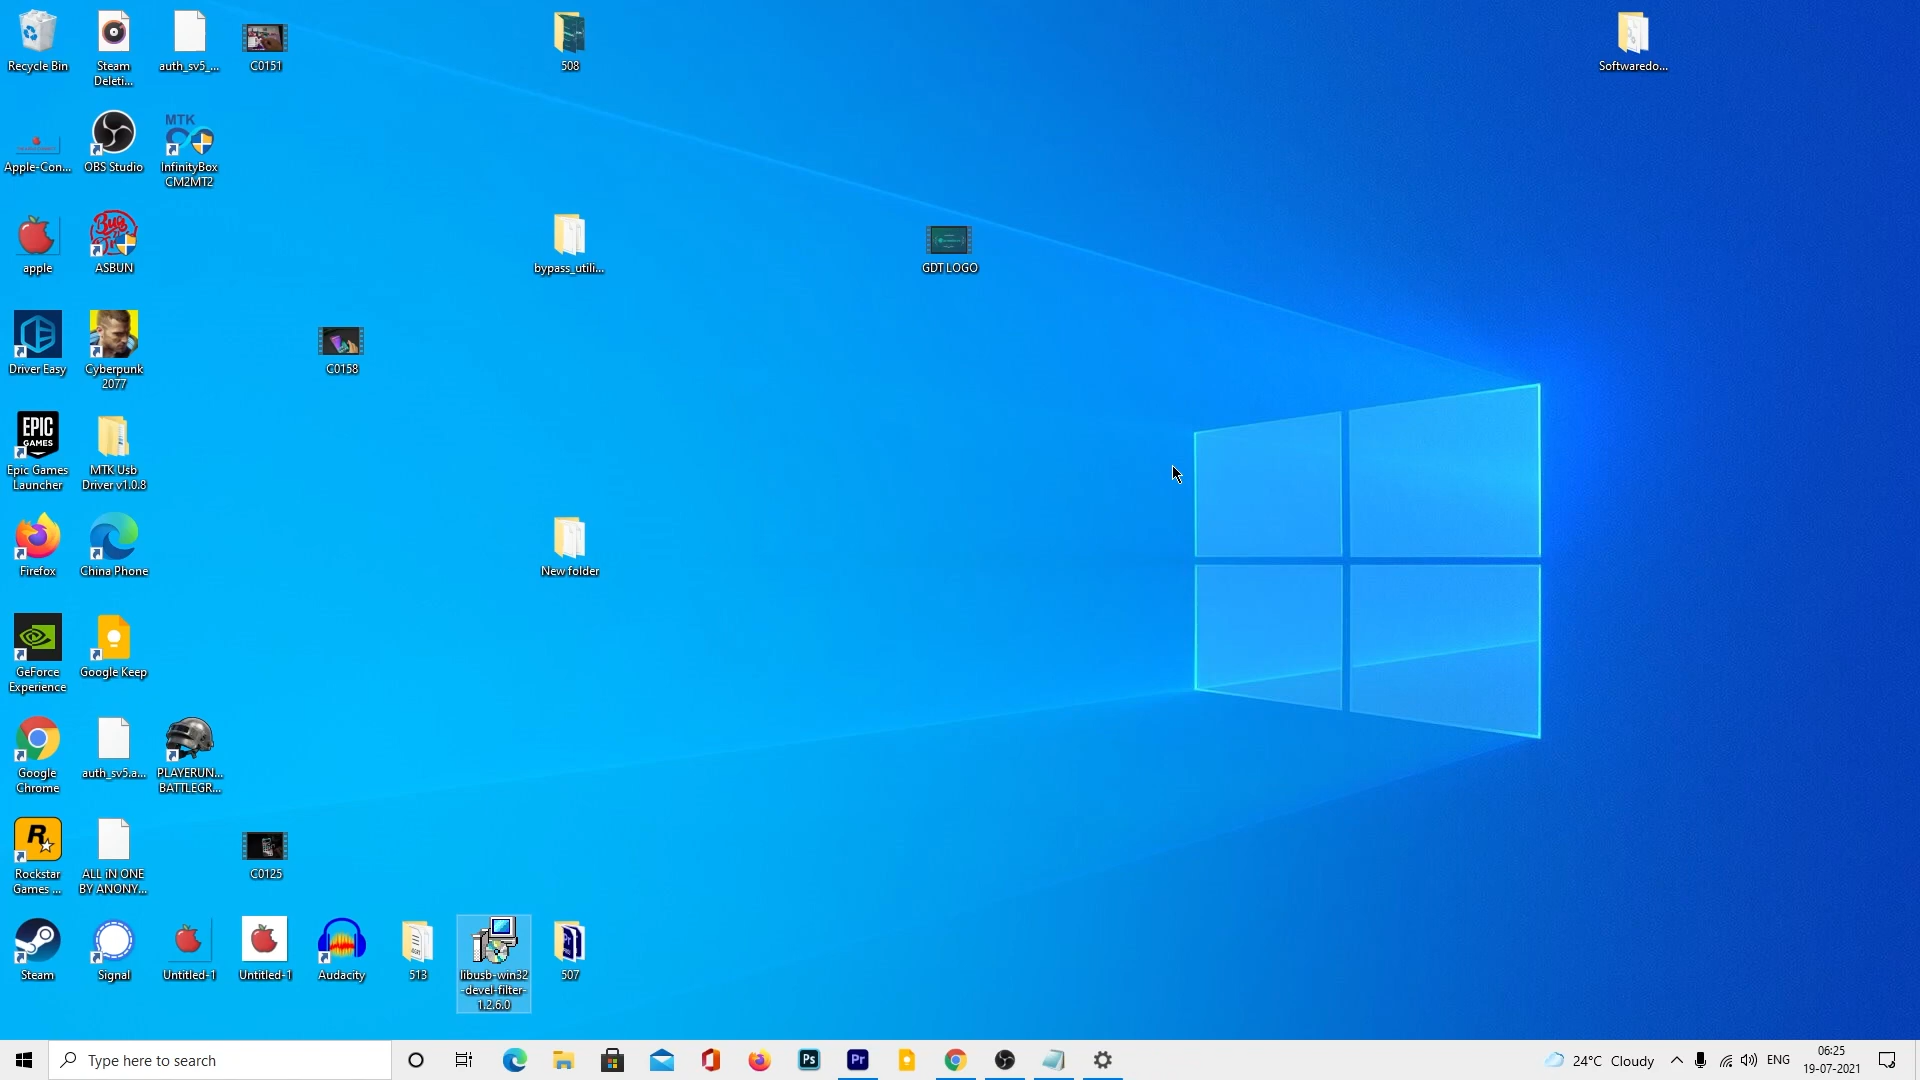 Recycle Bin
Steam
Deleti...
auth_sv5_...
C0151
508
Softwaredo...
Apple-Con...
OBS Studio
MTK
InfinityBox
CM2MT2
apple
ASBUN
bypass_utili...
GDT LOGO
Driver Easy
Cyberpunk
2077
C0158
EPIC
GAMES
Epic Games
Launcher
MTK Usb
Driver v1.0.8
Firefox
China Phone
New folder
GeForce
Experience
Google Keep
Google
Chrome
auth_sv5.a...
PLAYERUN...
BATTLEGR...
R
Rockstar
Games ...
ALL iN ONE
BY ANONY...
C0125
Steam
Signal
Untitled-1
Untitled-1
Audacity
513
libusb-win32
-devel-filter-
1.2.6.0
507
Type here to search
Ps
Pr
24°C Cloudy
ENG
06:25
19-07-2021